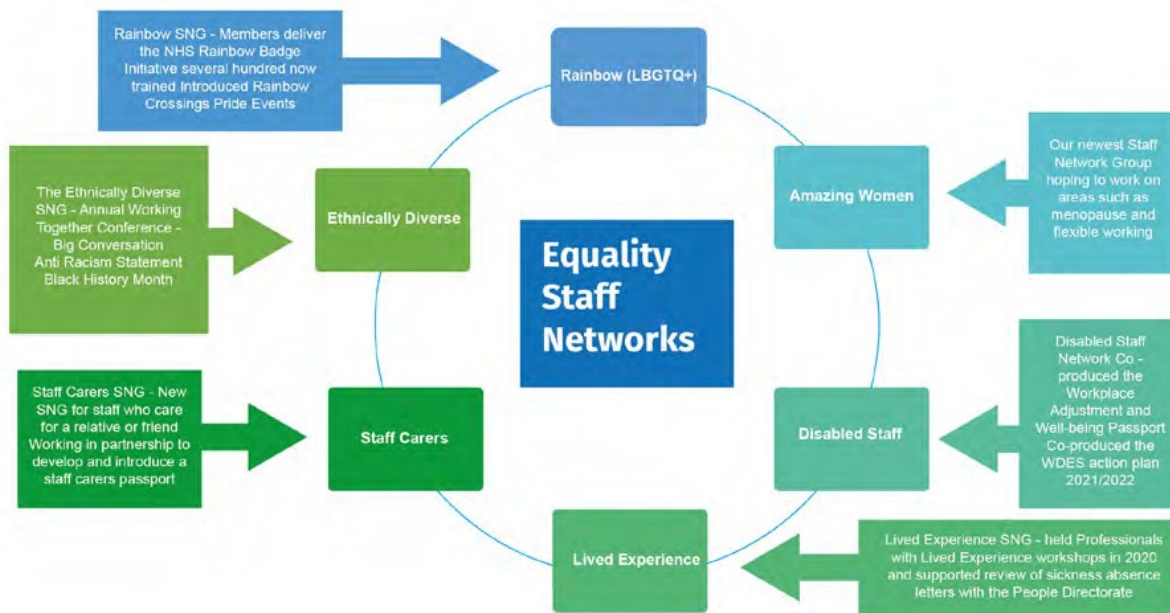 Rainbow SNG - Members deliver
the NHS Rainbow Badge
Initiative several hundred now
trained Introduced Rainbow
Crossings Pride Events
Rainbow (LBGTQ+)
The Ethnically Diverse
SNG - Annual Working
Together Conference -
Big Conversation
Anti Racism Statement
Black History Month
Ethnically Diverse
Amazing Women
Our newest Staff
Network Group
hoping to work on
areas such as
menopause and
flexible working
Equality
Staff
Networks
Staff Carers SNG - New
SNG for staff who care
for a relative or friend
Working in partnership to
develop and introduce a
staff carers passport
Staff Carers
Disabled Staff
Disabled Staff
Network Co -
produced the
Workplace
Adjustment and
Well-being Passport
Co-produced the
WDES action plan
2021/2022
Lived Experience
Lived Experience SNG - held Professionals
with Lived Experience workshops in 2020
and supported review of sickness absence
letters with the People Directorate